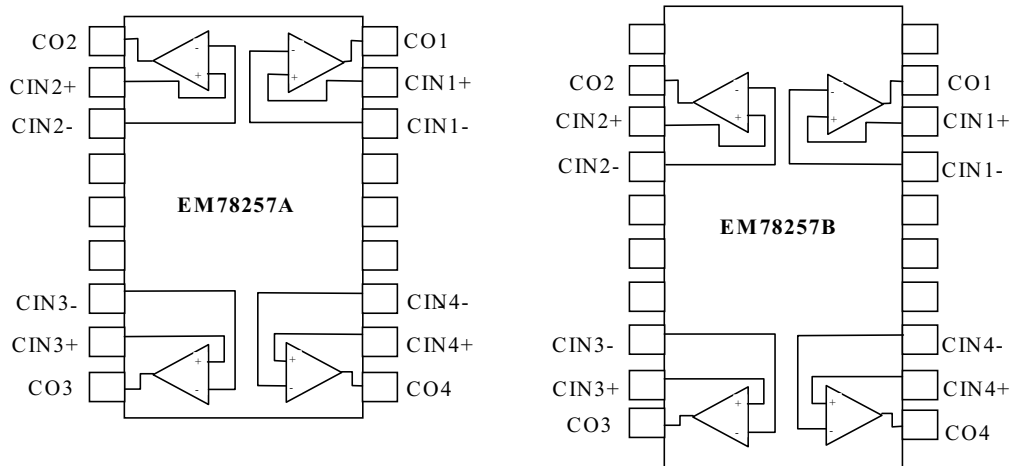 CO2
CIN2+
CIN2-
CO1
CIN1+
CIN1-
EM78257A
CIN3-
CIN3+
CO3
CIN4-
CIN4+
CO4
- + - +
+ - + -
CO2
CIN2+
CIN2-
CO1
CIN1+
CIN1-
EM78257B
CIN3-
CIN3+
CO3
CIN4-
CIN4+
CO4
- + - +
+ - + -